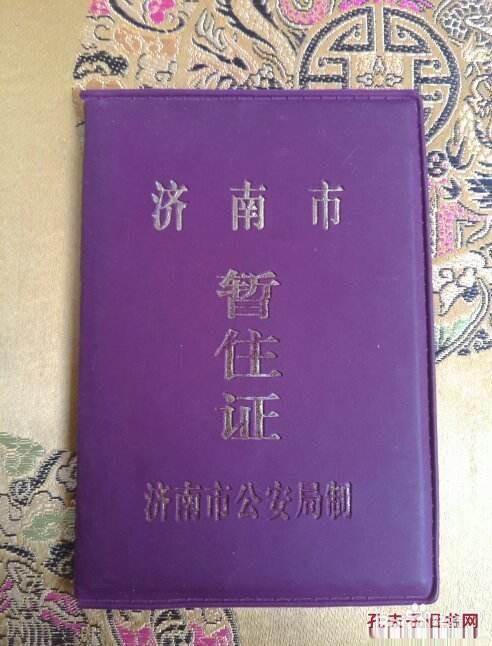 济南市
暂
住
证
济南市公安局制
孔夫子旧书网